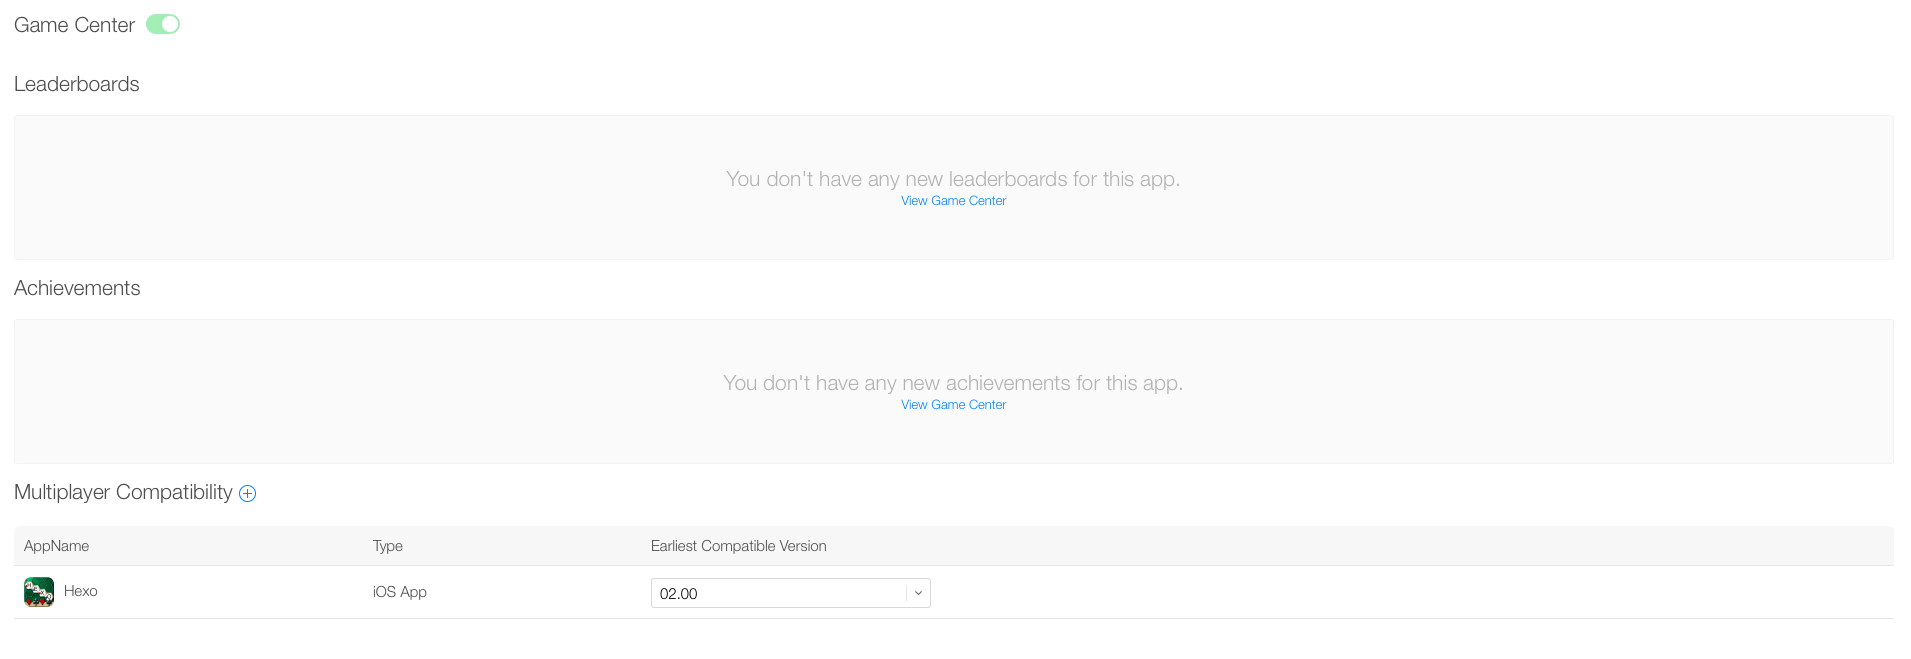 Game Center
Leaderboards
You don't have any new leaderboards for this app.
View Game Center
Achievements
You don't have any new achievements for this app.
View Game Center
Multiplayer Compatibility
AppName Type Earliest Compatible Version
Hexo iOS App 02.00